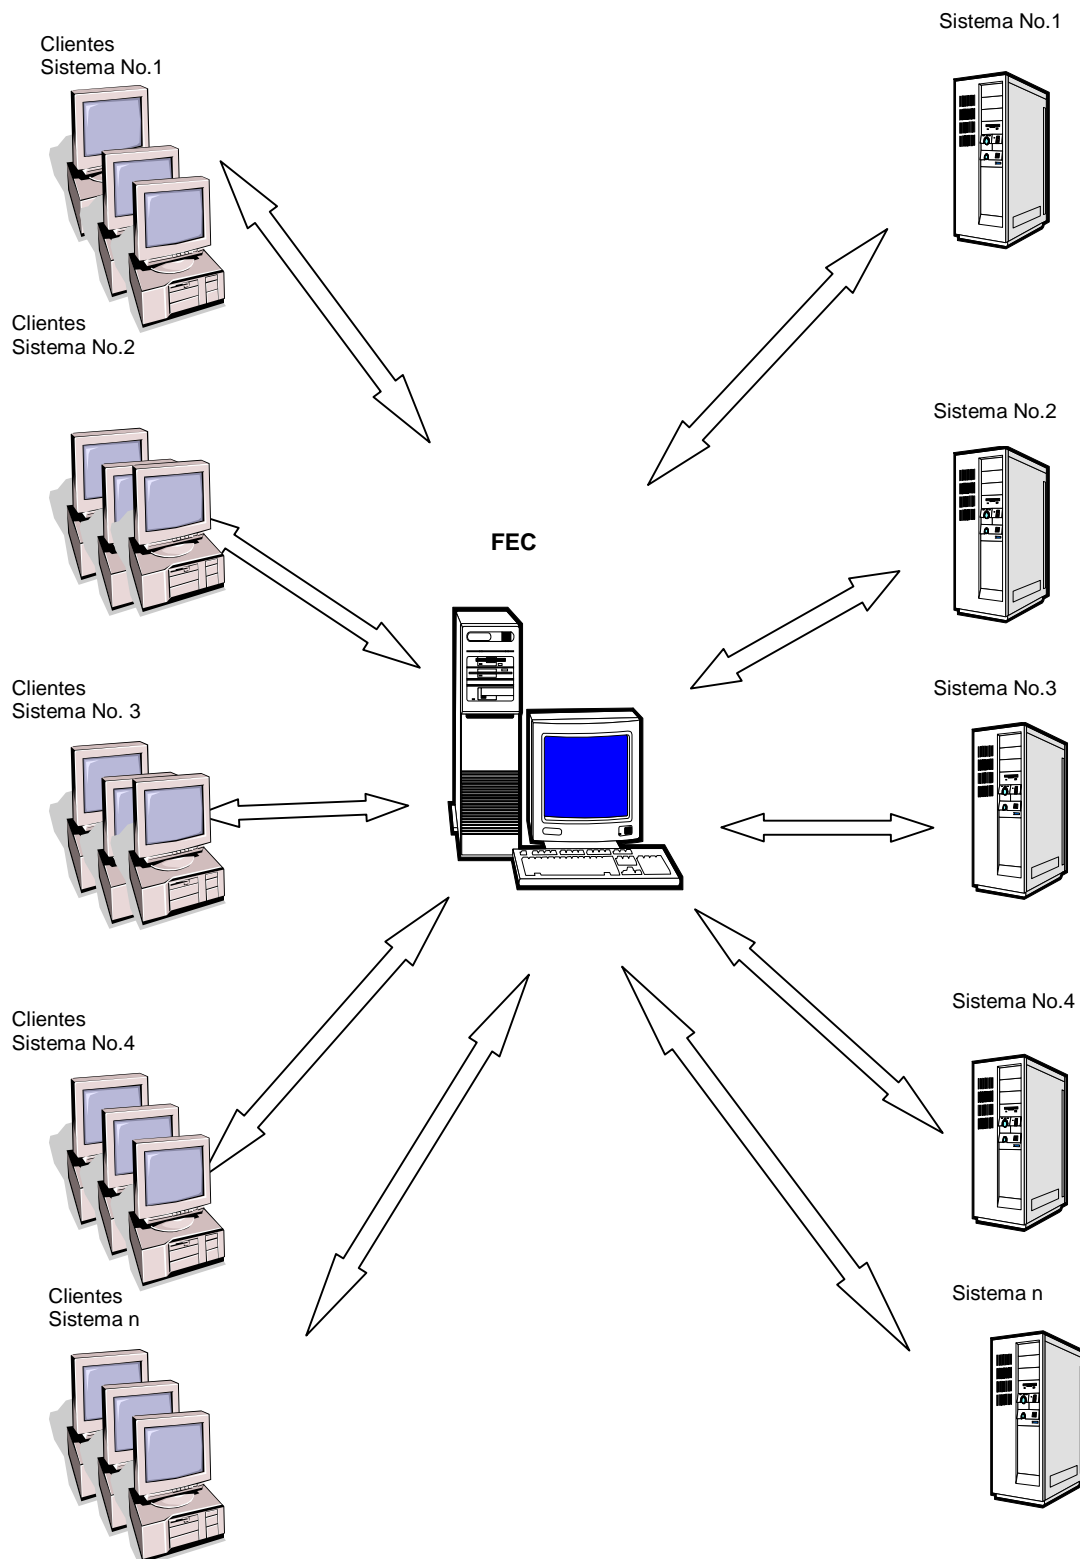 Sistema No.1
Clientes
Sistema No.1
Clientes
Sistema No.2
Sistema No.2
FEC
Clientes
Sistema No. 3
Sistema No.3
Clientes
Sistema No.4
Sistema No.4
Clientes
Sistema n
Sistema n